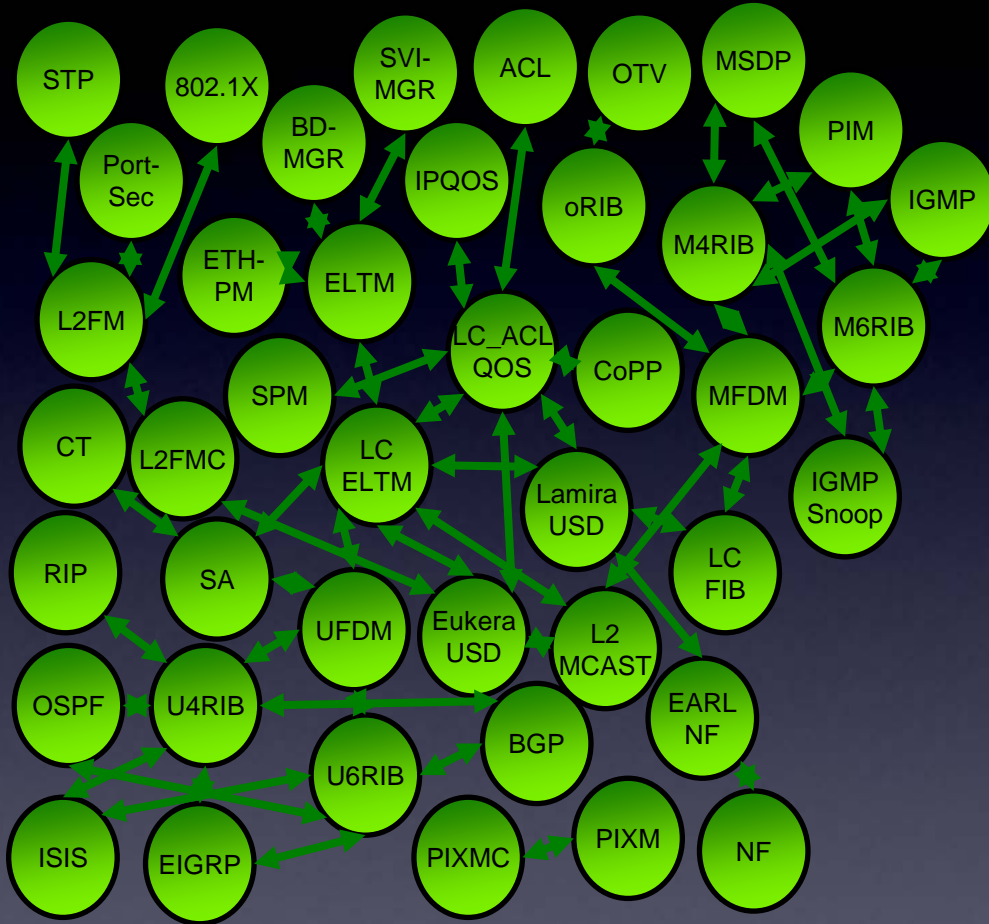 STP
802.1X
SVI-
MGR
ACL
OTV
MSDP
BD-
MGR
PIM
Port-
Sec
IPQOS
oRIB
IGMP
M4RIB
ETH-
PM
ELTM
L2FM
M6RIB
LC_ACL
QOS
CoPP
SPM
MFDM
CT
L2FMC
LC
ELTM
Lamira
USD
IGMP
Snoop
RIP
SA
LC
FIB
UFDM
Eukera
USD
L2
MCAST
OSPF
U4RIB
EARL
NF
BGP
U6RIB
ISIS
EIGRP
PIXMC
PIXM
NF